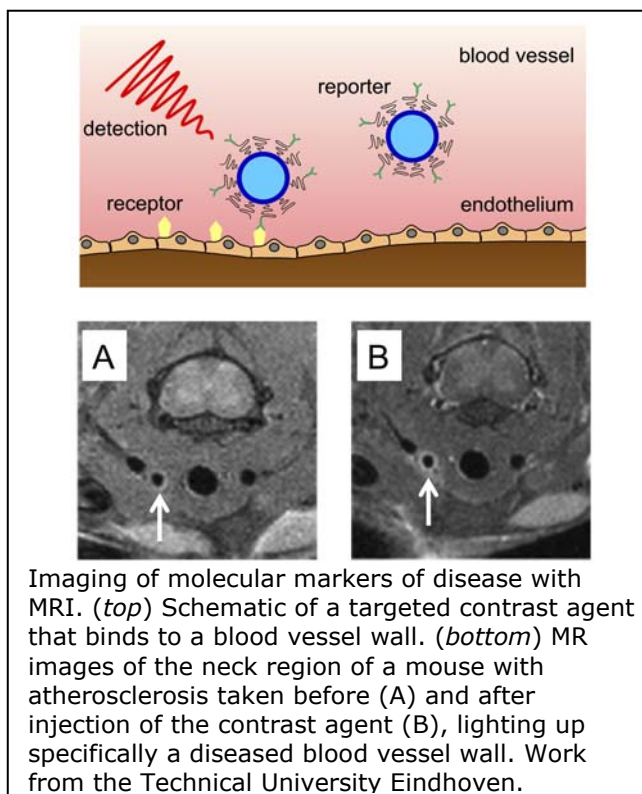 blood vessel
reporter
detection
receptor
endothelium
A
B
Imaging of molecular markers of disease with
MRI. (top) Schematic of a targeted contrast agent
that binds to a blood vessel wall. (bottom) MR
images of the neck region of a mouse with
atherosclerosis taken before (A) and after
injection of the contrast agent (B), lighting up
specifically a diseased blood vessel wall. Work
from the Technical University Eindhoven.